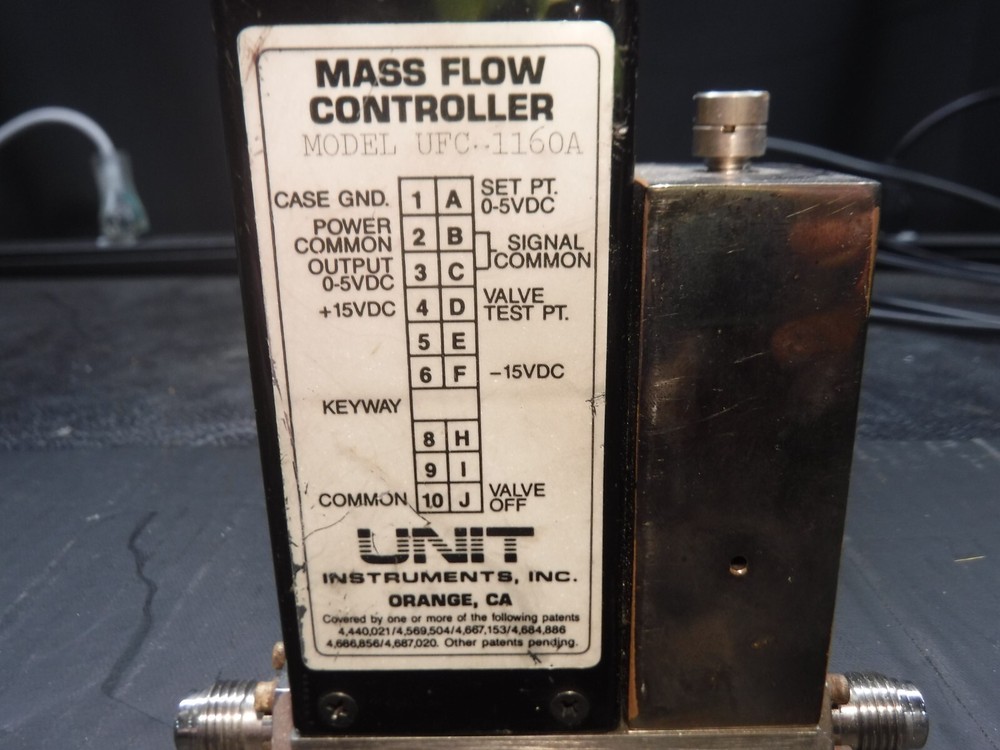 MASS FLOW
CONTROLLER
MODEL UFC-1160A
CASE GND. 1 A SET PT. 0-5VDC
POWER COMMON 2 B SIGNAL COMMON
OUTPUT 0-5VDC 3 C
+15VDC 4 D VALVE TEST PT.
5 E
6 F -15VDC
KEYWAY
8 H
9 I
COMMON 10 J VALVE OFF
UNIT
INSTRUMENTS, INC.
ORANGE, CA
Covered by one or more of the following patents
4,440,021/4,569,504/4,667,153/4,684,886
4,686,856/4,687,020. Other patents pending.